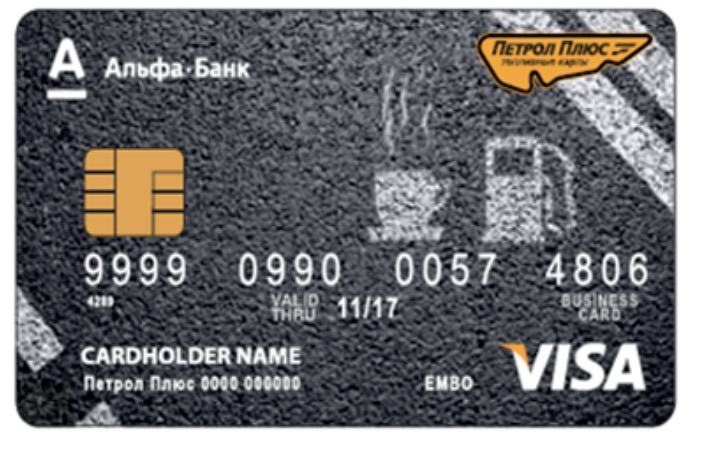 А Альфа·Банк
ПЕТРОЛ ПЛЮС
топливные карты
9999 0990 0057 4806
4289
VALID THRU 11/17
BUSINESS CARD
CARDHOLDER NAME
Петрол Плюс 0000 000000
EMBO
VISA